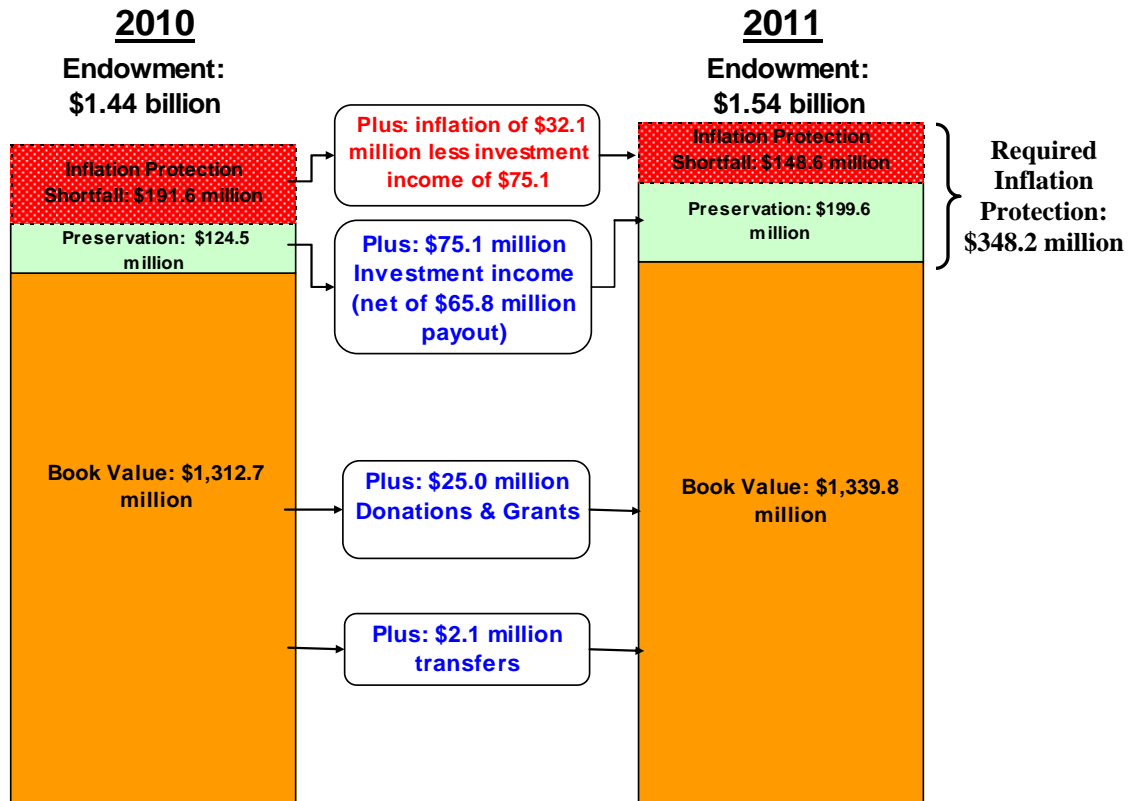 2010
Endowment:
$1.44 billion
Inflation Protection
Shortfall: $191.6 million
Preservation: $124.5
million
Book Value: $1,312.7
million
Plus: inflation of $32.1
million less investment
income of $75.1
Plus: $75.1 million
Investment income
(net of $65.8 million
payout)
Plus: $25.0 million
Donations & Grants
Plus: $2.1 million
transfers
2011
Endowment:
$1.54 billion
Inflation Protection
Shortfall: $148.6 million
Preservation: $199.6
million
Book Value: $1,339.8
million
Required
Inflation
Protection:
$348.2 million